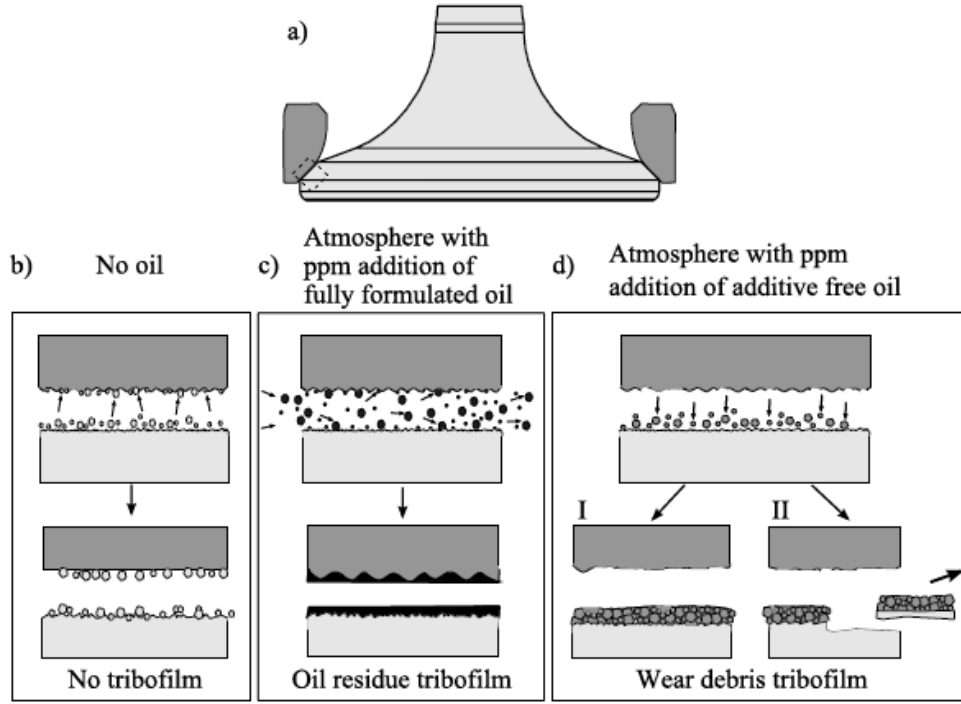 a)
b) No oil
c) Atmosphere with
ppm addition of
fully formulated oil
d) Atmosphere with ppm
addition of additive free oil
I
II
No tribofilm
Oil residue tribofilm
Wear debris tribofilm